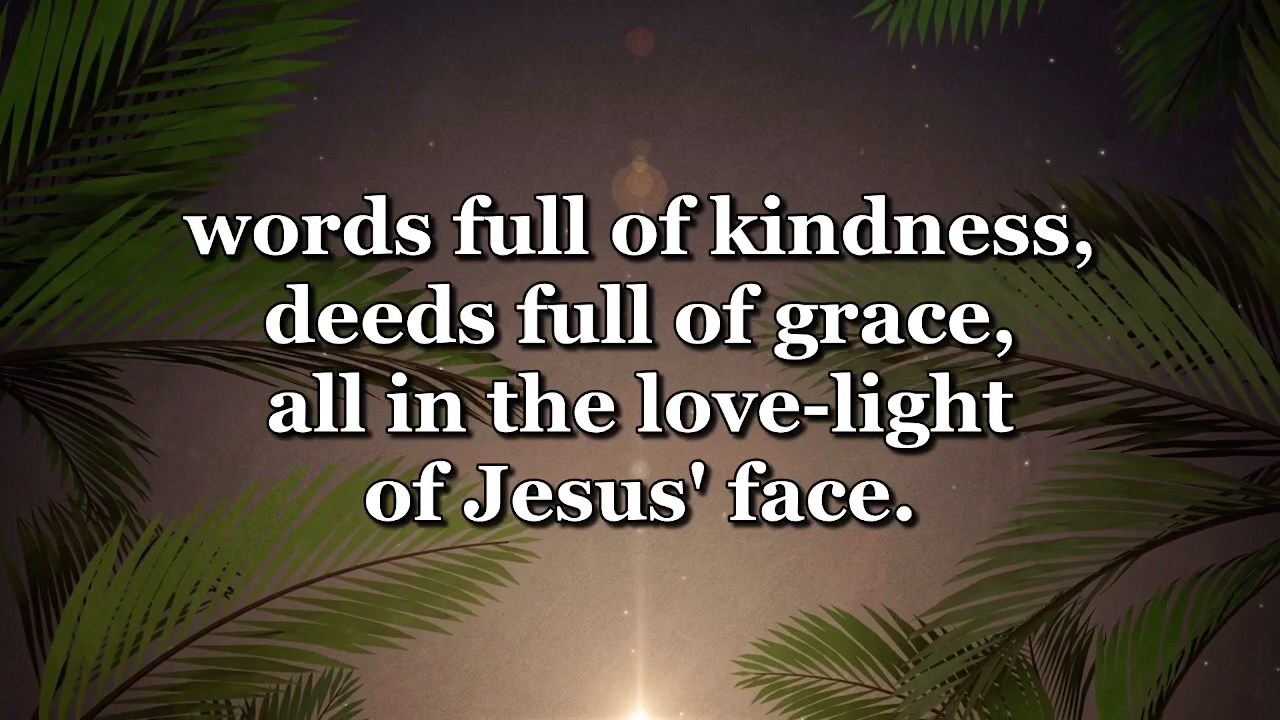 words full of kindness,
deeds full of grace,
all in the love-light
of Jesus' face.